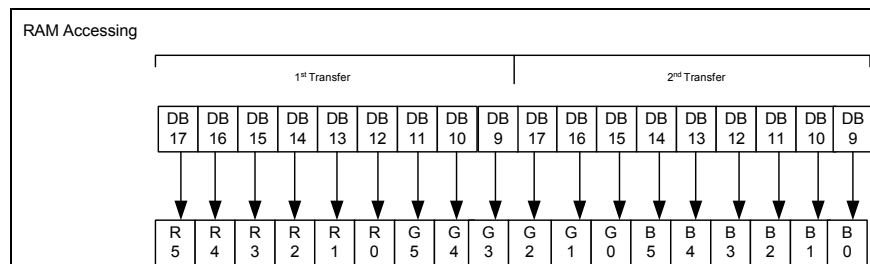 RAM Accessing
1st Transfer 2nd Transfer
DB DB DB DB DB DB DB DB DB DB DB DB DB DB DB DB DB DB
17 16 15 14 13 12 11 10 9 17 16 15 14 13 12 11 10 9
R R R R R R G G G G G G B B B B B B
5 4 3 2 1 0 5 4 3 2 1 0 5 4 3 2 1 0